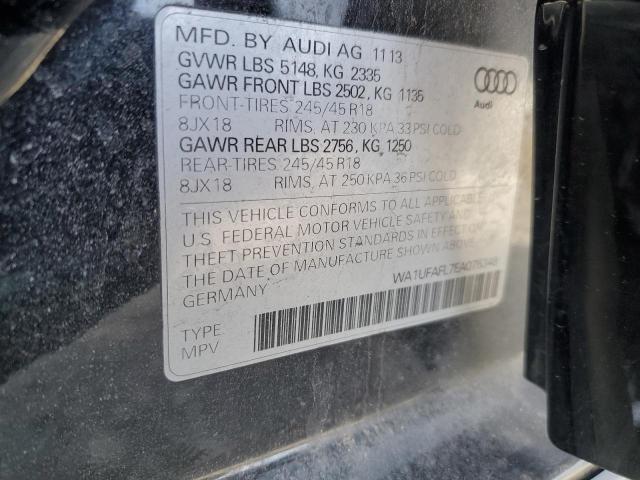 MFD. BY AUDI AG 11 13
GVWR LBS 5148, KG 2335
GAWR FRONT LBS 2502, KG 1135
FRONT-TIRES 245/45 R18
8JX18 RIMS, AT 230 KPA 33 PSI COLD
GAWR REAR LBS 2756, KG 1250
REAR-TIRES 245/45 R18
8JX18 RIMS, AT 250 KPA 36 PSI COLD
Audi
THIS VEHICLE CONFORMS TO ALL APPLICABLE
U.S. FEDERAL MOTOR VEHICLE SAFETY AND
THEFT PREVENTION STANDARDS IN EFFECT ON
THE DATE OF MANUFACTURE SHOWN ABOVE.
GERMANY WA1UFAFL7EA076348
TYPE
MPV